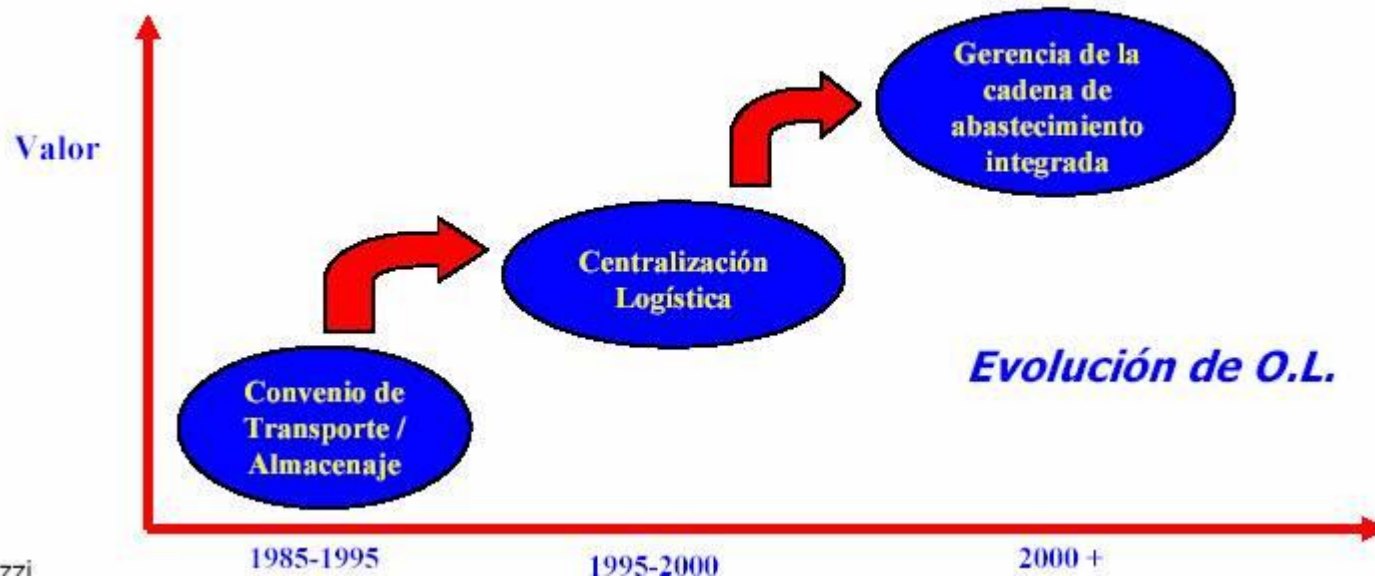 Valor
Gerencia de la
cadena de
abastecimiento
integrada
Centralización
Logística
Evolución de O.L.
Convenio de
Transporte /
Almacenaje
1985-1995
1995-2000
2000 +
zzi